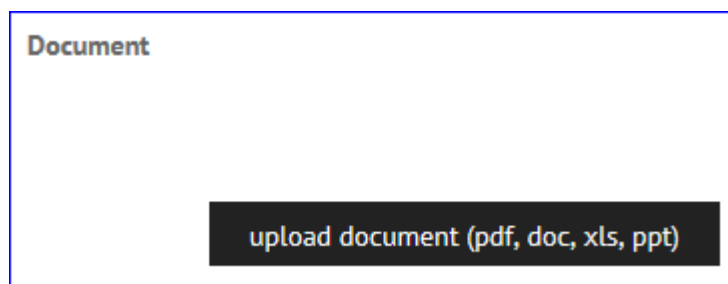 Document
upload document (pdf, doc, xls, ppt)